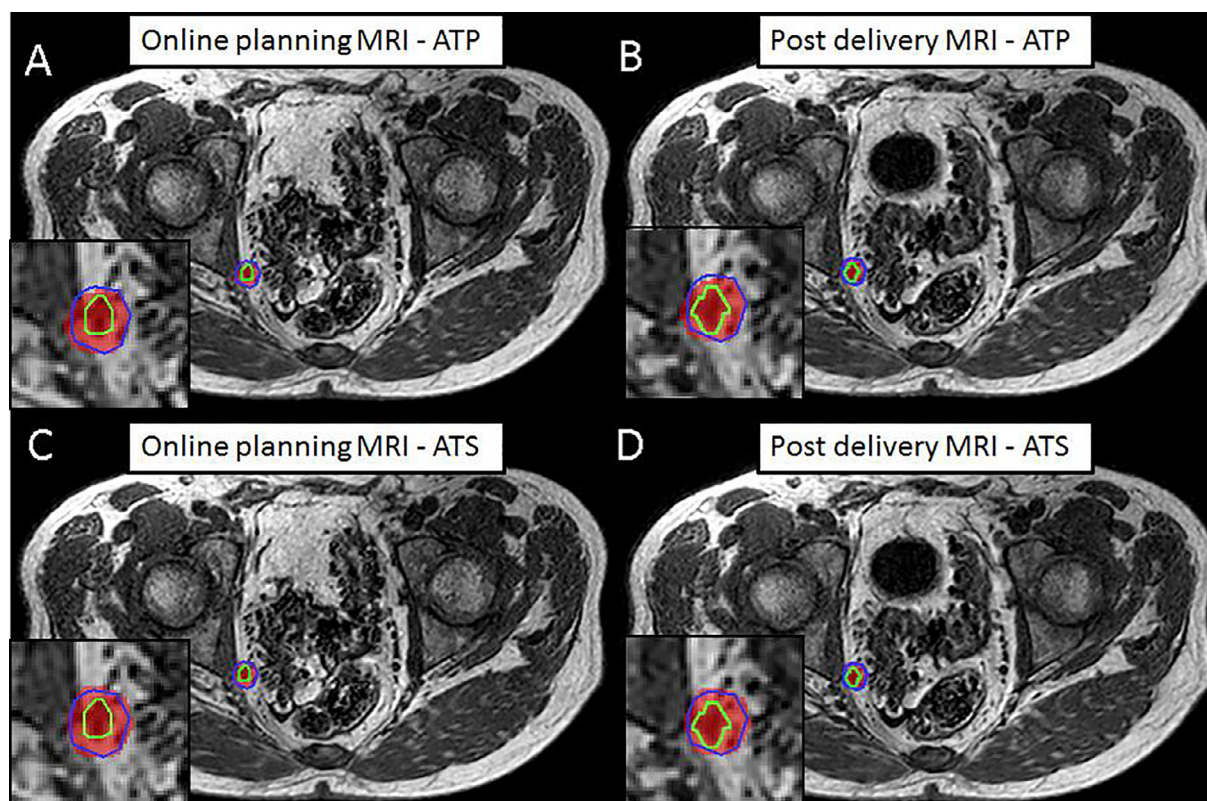 A
Online planning MRI - ATP
B
Post delivery MRI - ATP
C
Online planning MRI - ATS
D
Post delivery MRI - ATS